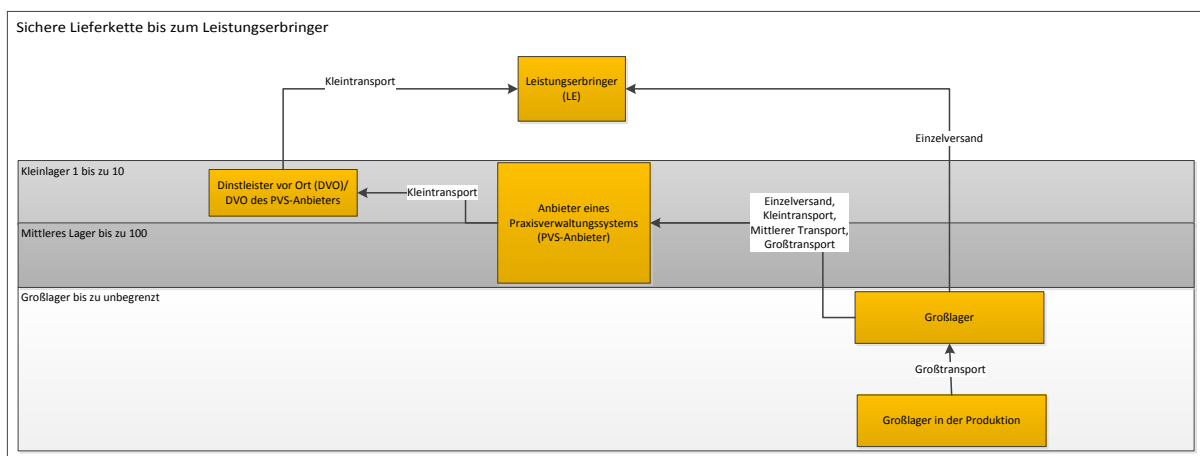 Sichere Lieferkette bis zum Leistungserbringer
Kleintransport
Leistungserbringer
(LE)
Einzelversand
Kleinlager 1 bis zu 10
Dinstleister vor Ort (DVO)/
DVO des PVS-Anbieters
Kleintransport
Anbieter eines
Praxisverwaltungssystems
(PVS-Anbieter)
Einzelversand,
Kleintransport,
Mittlerer Transport,
Großtransport
Mittleres Lager bis zu 100
Großlager bis zu unbegrenzt
Großlager
Großtransport
Großlager in der Produktion